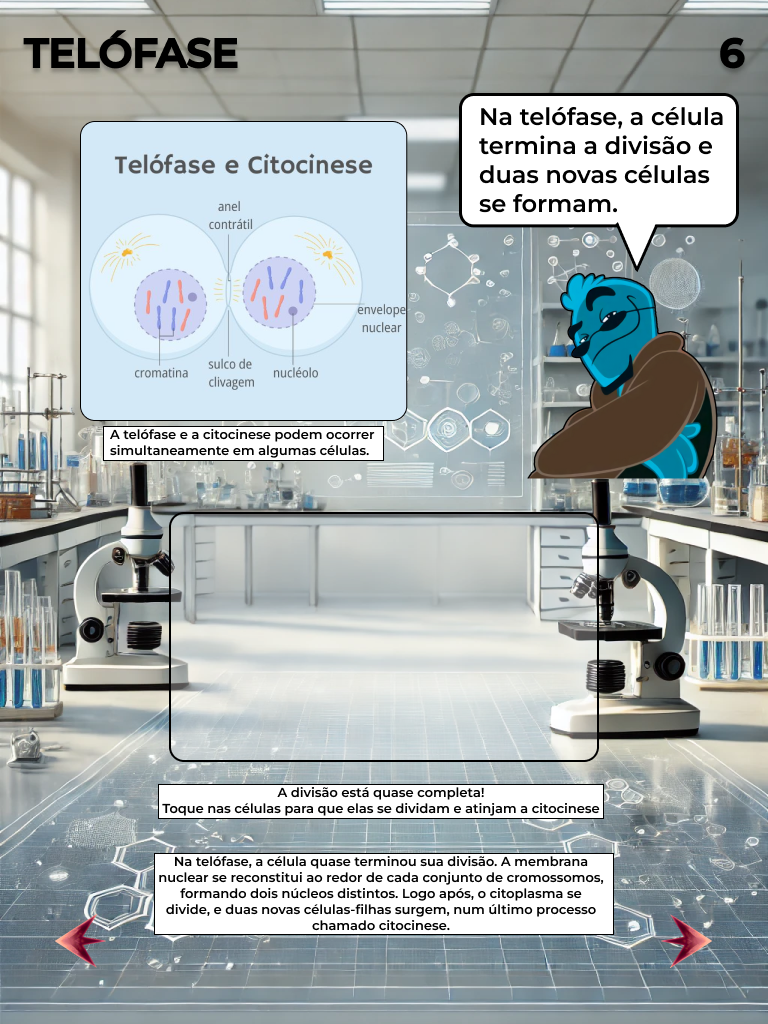 TELÓFASE
6
Na telófase, a célula
termina a divisão e
duas novas células
se formam.
Telófase e Citocinese
anel
contrátil
envelope
nuclear
cromatina
sulco de
clivagem
nucléolo
A telófase e a citocinese podem ocorrer
simultaneamente em algumas células.
A divisão está quase completa!
Toque nas células para que elas se dividam e atinjam a citocinese
Na telófase, a célula quase terminou sua divisão. A membrana
nuclear se reconstitui ao redor de cada conjunto de cromossomos,
formando dois núcleos distintos. Logo após, o citoplasma se
divide, e duas novas células-filhas surgem, num último processo
chamado citocinese.